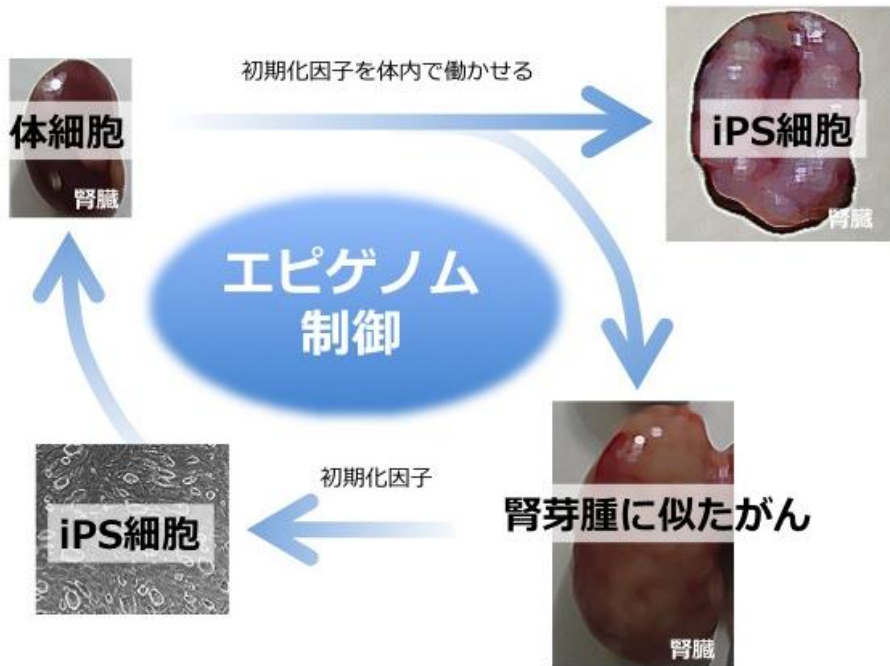 初期化因子を体内で働かせる
体細胞
腎臓
iPS細胞
腎臓
エピゲノム
制御
初期化因子
iPS細胞
腎芽腫に似たがん
腎臓